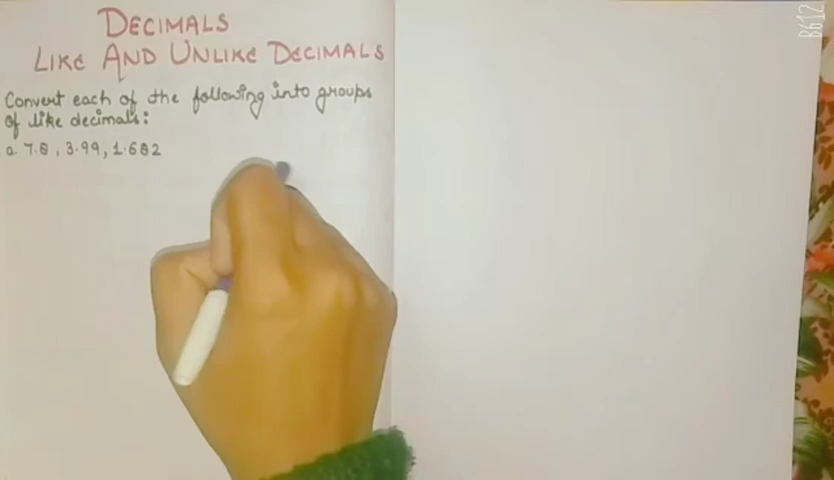 DECIMALS
LIKE AND UNLIKE DECIMALS
Convert each of the following into groups
of like decimals:
a. 7.8, 3.99, 1.682
B612